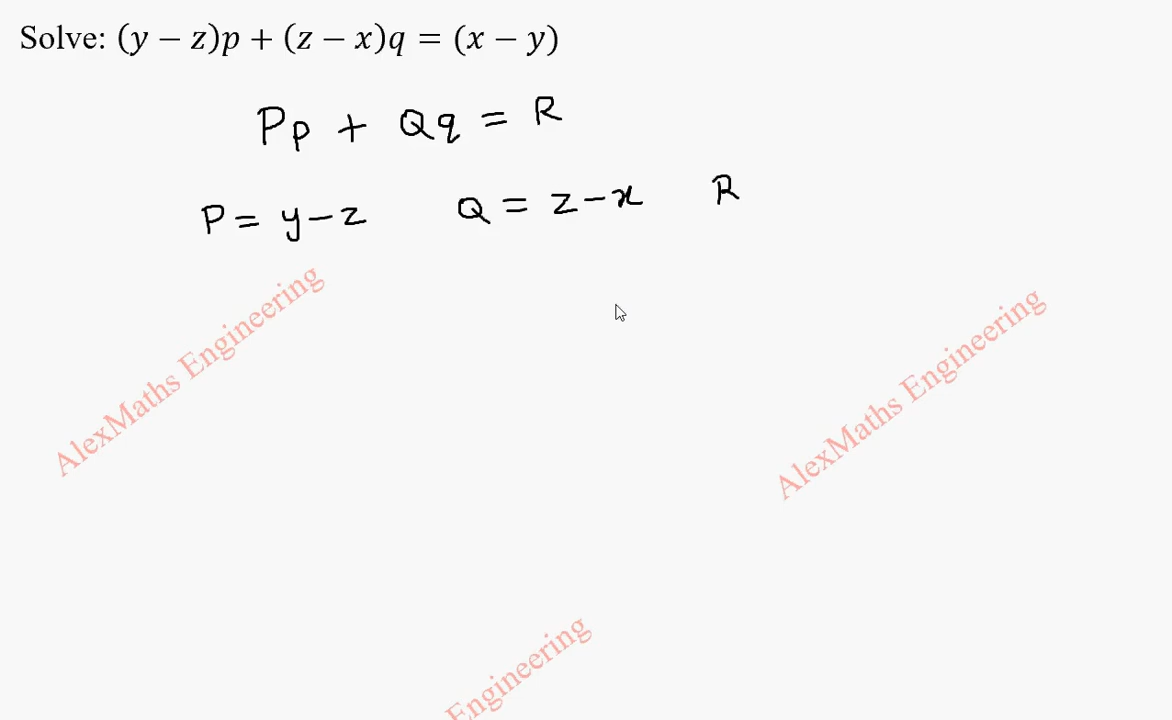 Solve: (y − z)p + (z − x)q = (x − y)
Pp + Qq = R
P = y − z Q = z − x R
AlexMaths Engineering
AlexMaths Engineering
Engineering